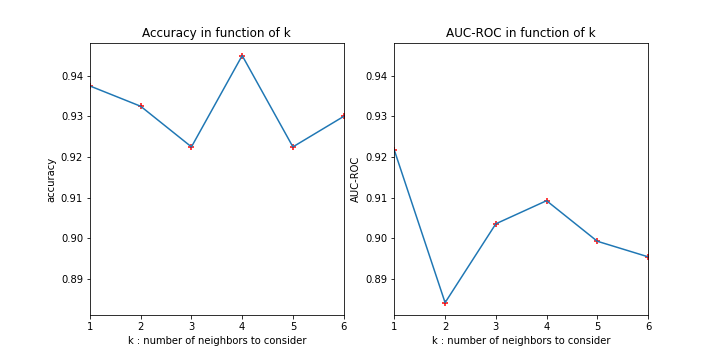 Accuracy in function of k
0.94
0.93
0.92
0.91
0.90
0.89
accuracy
1 2 3 4 5 6
k : number of neighbors to consider
AUC-ROC in function of k
0.94
0.93
0.92
0.91
0.90
0.89
AUC-ROC
1 2 3 4 5 6
k : number of neighbors to consider